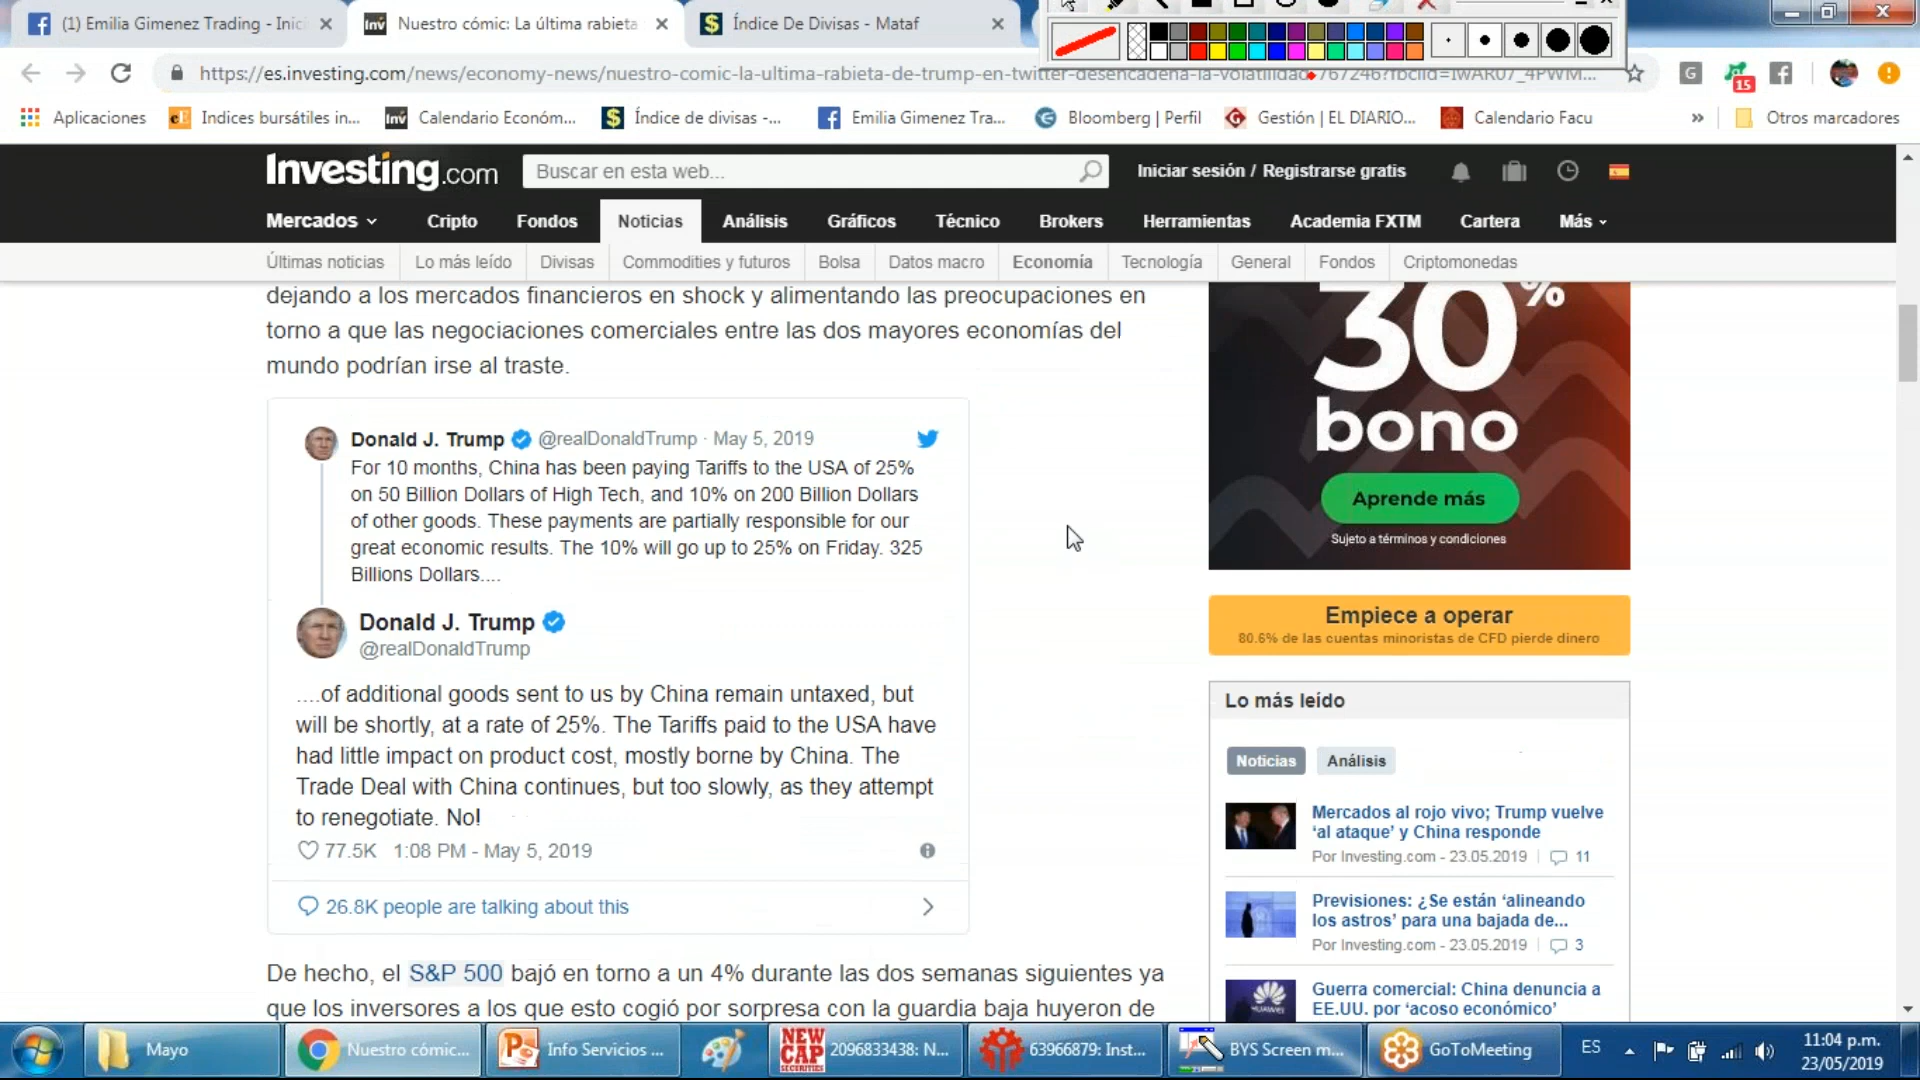 (1) Emilia Gimenez Trading - Inici
Nuestro cómic: La última rabieta
Índice De Divisas - Mataf
https://es.investing.com/news/economy-news/nuestro-comic-la-ultima-rabieta-de-trump-en-twitter-desencadena-la-volatilidad-767246?fbclid=IwAR07_4PWM...
15
Aplicaciones
Indices bursátiles in...
Calendario Económ...
Índice de divisas -...
Emilia Gimenez Tra...
Bloomberg | Perfil
Gestión | EL DIARIO...
Calendario Facu
»
Otros marcadores
Investing.com
Buscar en esta web...
Iniciar sesión / Registrarse gratis
Mercados
Cripto
Fondos
Noticias
Análisis
Gráficos
Técnico
Brokers
Herramientas
Academia FXTM
Cartera
Más
Últimas noticias
Lo más leído
Divisas
Commodities y futuros
Bolsa
Datos macro
Economía
Tecnología
General
Fondos
Criptomonedas
dejando a los mercados financieros en shock y alimentando las preocupaciones en
torno a que las negociaciones comerciales entre las dos mayores economías del
mundo podrían irse al traste.
Donald J. Trump @realDonaldTrump · May 5, 2019
For 10 months, China has been paying Tariffs to the USA of 25%
on 50 Billion Dollars of High Tech, and 10% on 200 Billion Dollars
of other goods. These payments are partially responsible for our
great economic results. The 10% will go up to 25% on Friday. 325
Billions Dollars....
Donald J. Trump
@realDonaldTrump
....of additional goods sent to us by China remain untaxed, but
will be shortly, at a rate of 25%. The Tariffs paid to the USA have
had little impact on product cost, mostly borne by China. The
Trade Deal with China continues, but too slowly, as they attempt
to renegotiate. No!
77.5K 1:08 PM - May 5, 2019
26.8K people are talking about this
De hecho, el S&P 500 bajó en torno a un 4% durante las dos semanas siguientes ya
que los inversores a los que esto cogió por sorpresa con la guardia baja huyeron de
30%
bono
Aprende más
Sujeto a términos y condiciones
Empiece a operar
80.6% de las cuentas minoristas de CFD pierde dinero
Lo más leído
Noticias
Análisis
Mercados al rojo vivo; Trump vuelve
‘al ataque’ y China responde
Por Investing.com - 23.05.2019 | 11
Previsiones: ¿Se están ‘alineando
los astros’ para una bajada de...
Por Investing.com - 23.05.2019 | 3
Guerra comercial: China denuncia a
EE.UU. por ‘acoso económico’
HUAWEI
Mayo
Nuestro cómic...
Info Servicios ...
NEW CAP SECURITIES
2096833438: N...
63966879: Inst...
BYS Screen m...
GoToMeeting
ES
11:04 p.m.
23/05/2019